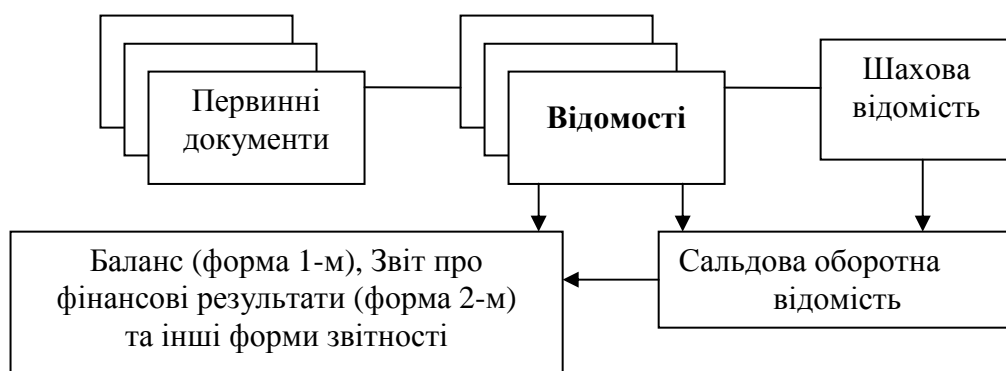 Первинні
документи
Відомості
Шахова
відомість
Баланс (форма 1-м), Звіт про
фінансові результати (форма 2-м)
та інші форми звітності
Сальдова оборотна
відомість